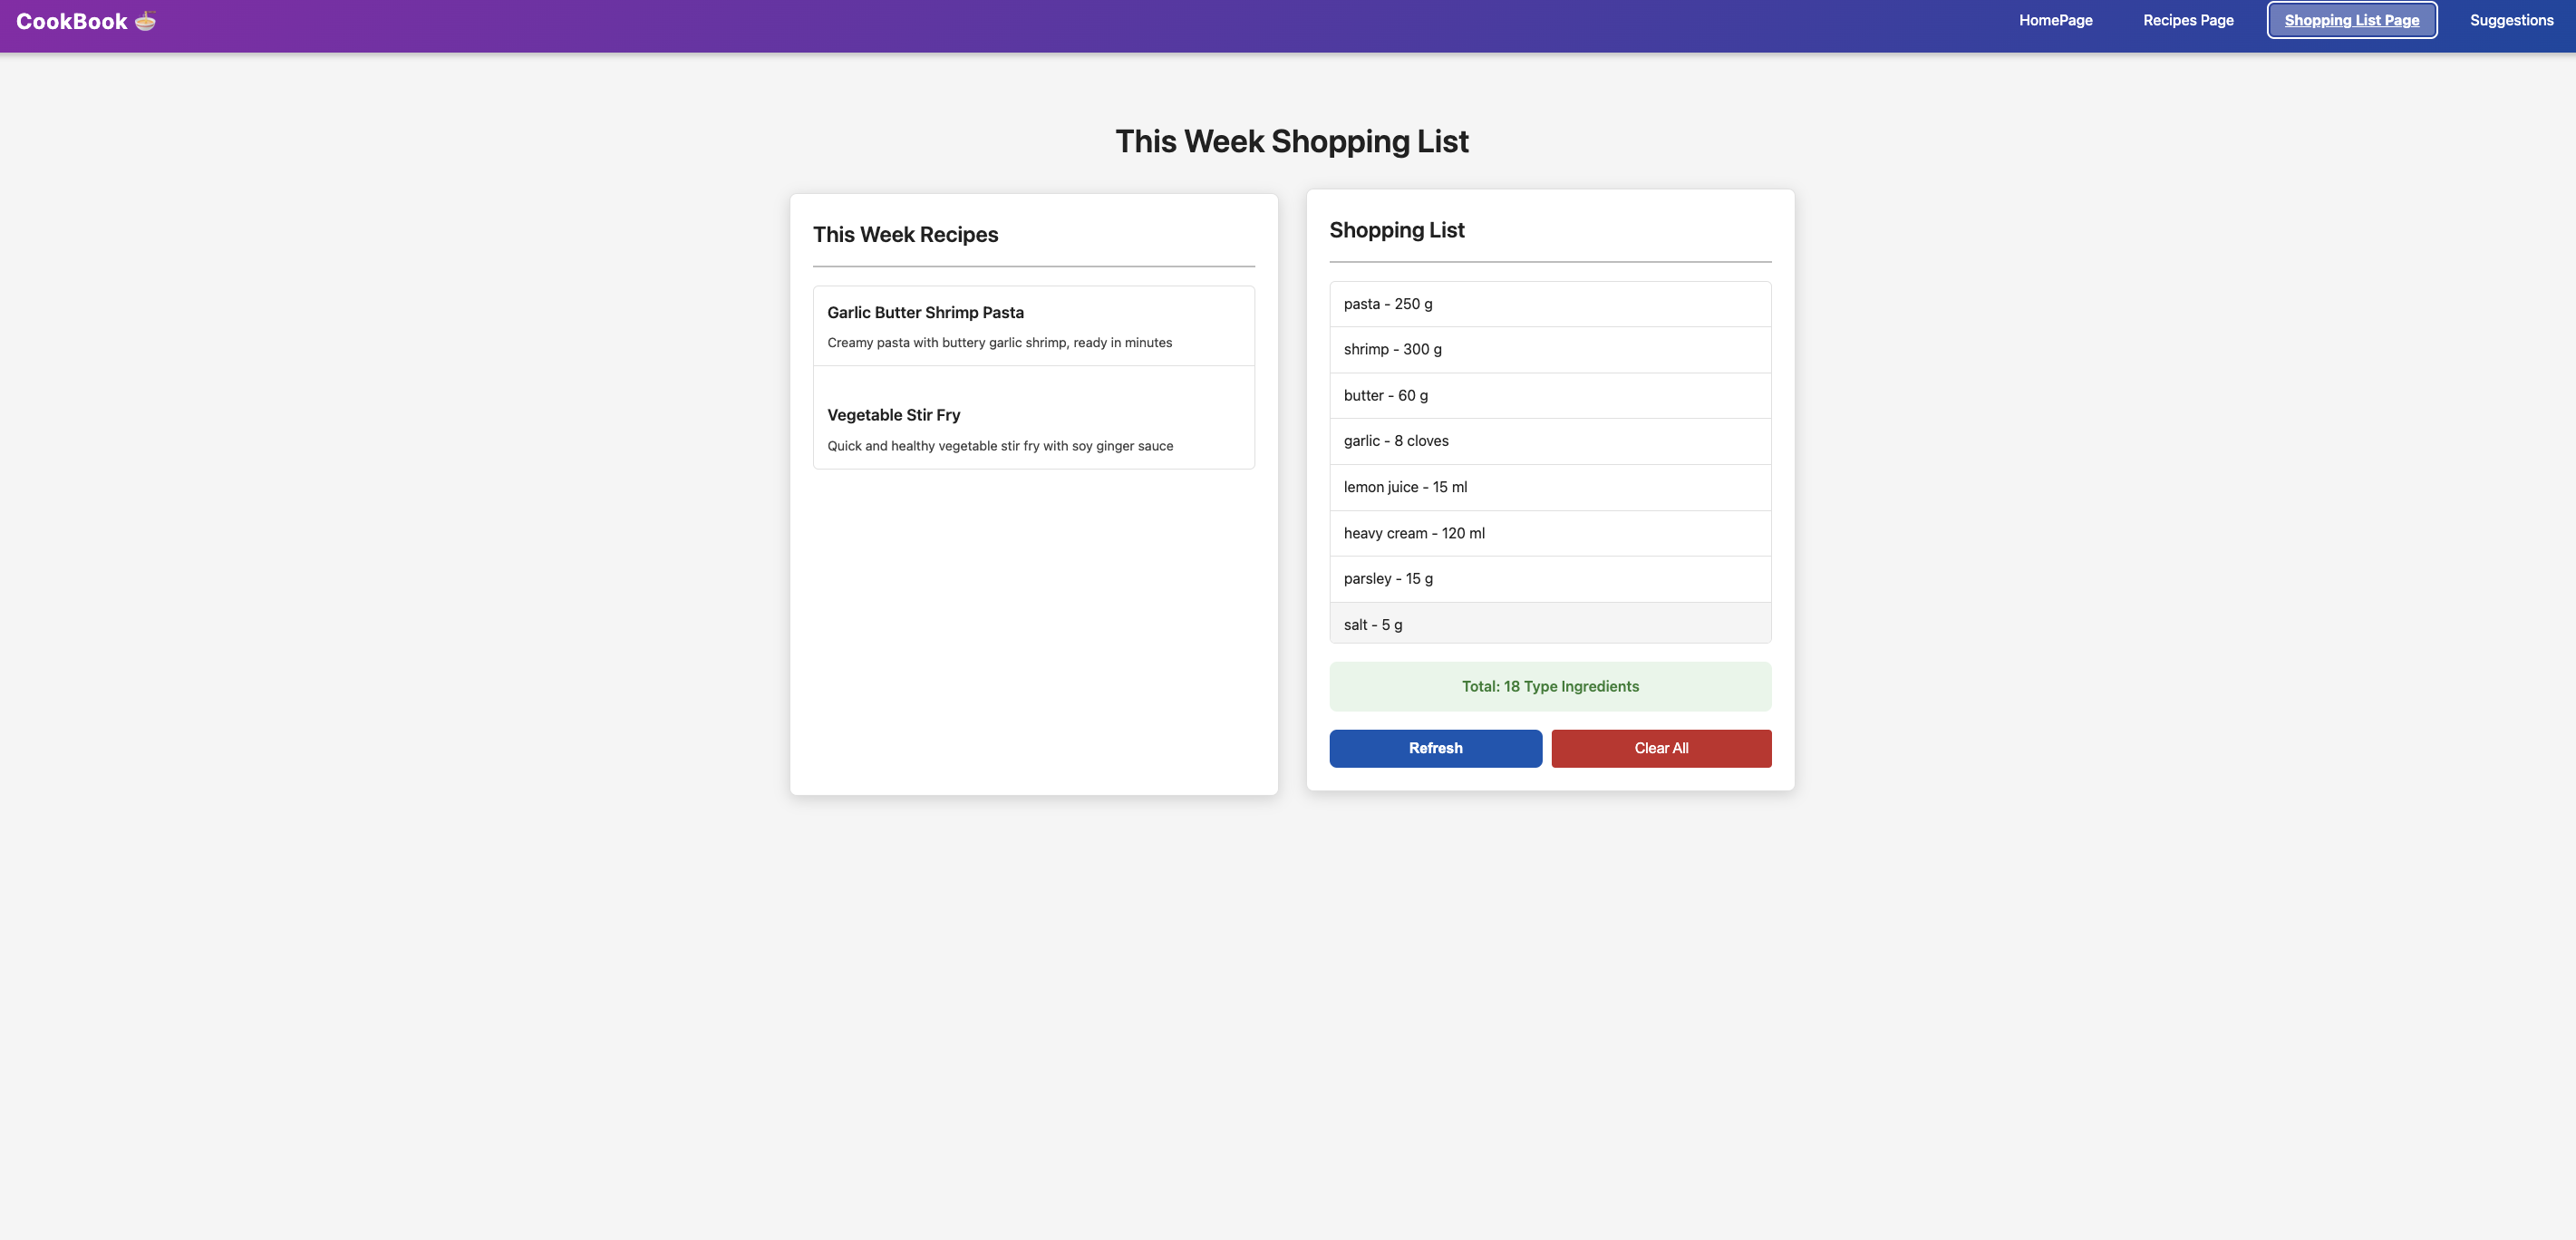 CookBook 🍜
HomePage
Recipes Page
Shopping List Page
Suggestions
This Week Shopping List
This Week Recipes
Garlic Butter Shrimp Pasta
Creamy pasta with buttery garlic shrimp, ready in minutes
Vegetable Stir Fry
Quick and healthy vegetable stir fry with soy ginger sauce
Shopping List
pasta - 250 g
shrimp - 300 g
butter - 60 g
garlic - 8 cloves
lemon juice - 15 ml
heavy cream - 120 ml
parsley - 15 g
salt - 5 g
Total: 18 Type Ingredients
Refresh
Clear All